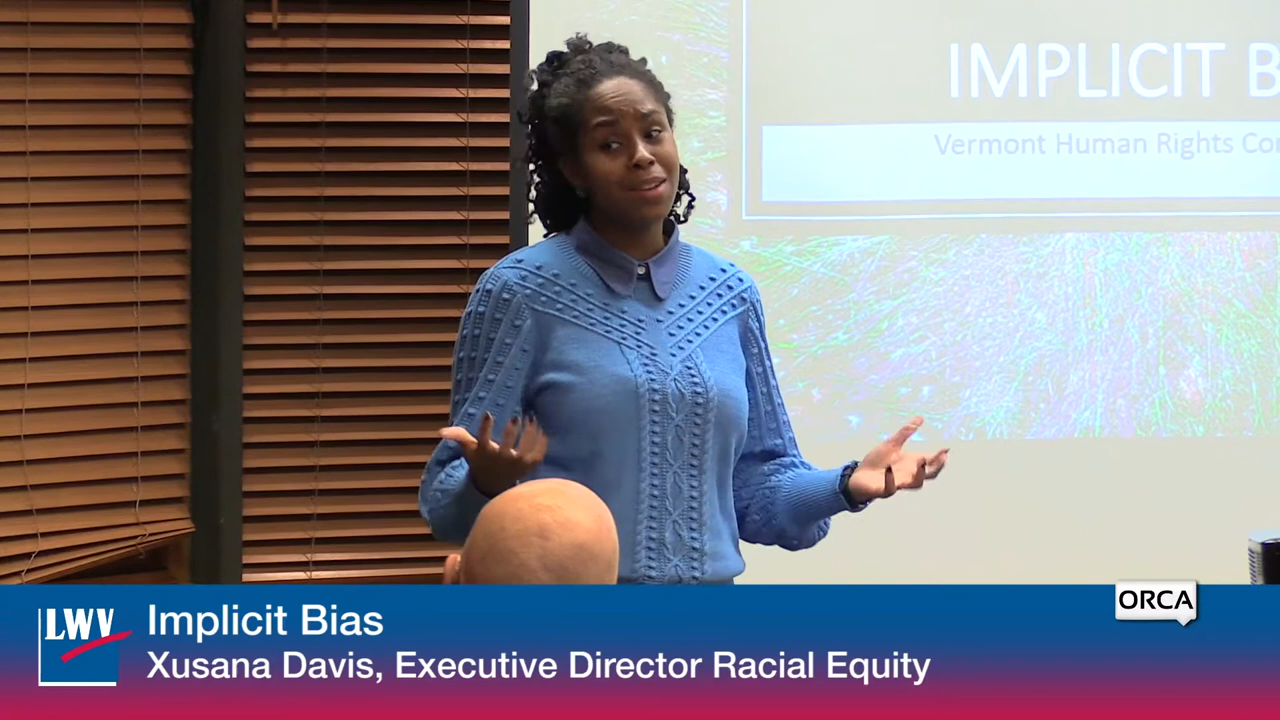 IMPLICIT B
Vermont Human Rights Co
LWV
Implicit Bias
Xusana Davis, Executive Director Racial Equity
ORCA